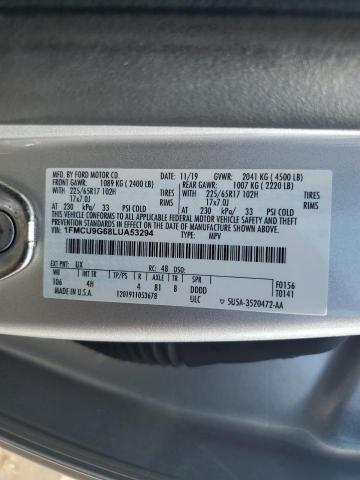 MFD. BY FORD MOTOR CO.
11/19 GVWR: 2041 KG ( 4500 LB)
FRONT GAWR: 1089 KG ( 2400 LB) REAR GAWR: 1007 KG ( 2220 LB)
WITH 225/65R17 102H TIRES WITH 225/65R17 102H TIRES
17x7.0J RIMS 17x7.0J RIMS
AT 230 kPa/ 33 PSI COLD AT 230 kPa/ 33 PSI COLD
THIS VEHICLE CONFORMS TO ALL APPLICABLE FEDERAL MOTOR VEHICLE SAFETY
AND THEFT PREVENTION STANDARDS IN EFFECT ON THE DATE OF MANUFACTURE SHOWN ABOVE.
VIN: 1FMCU9G68LUA53294
TYPE: MPV
EXT PNT: UX RC: 48 DSO: F0156
WB INT TR TP/PS R AXLE TR SPR T0141
106 4H 4 B1 B DDDD
MADE IN U.S.A. 1201911053678 ULC
5U5A-3520472-AA